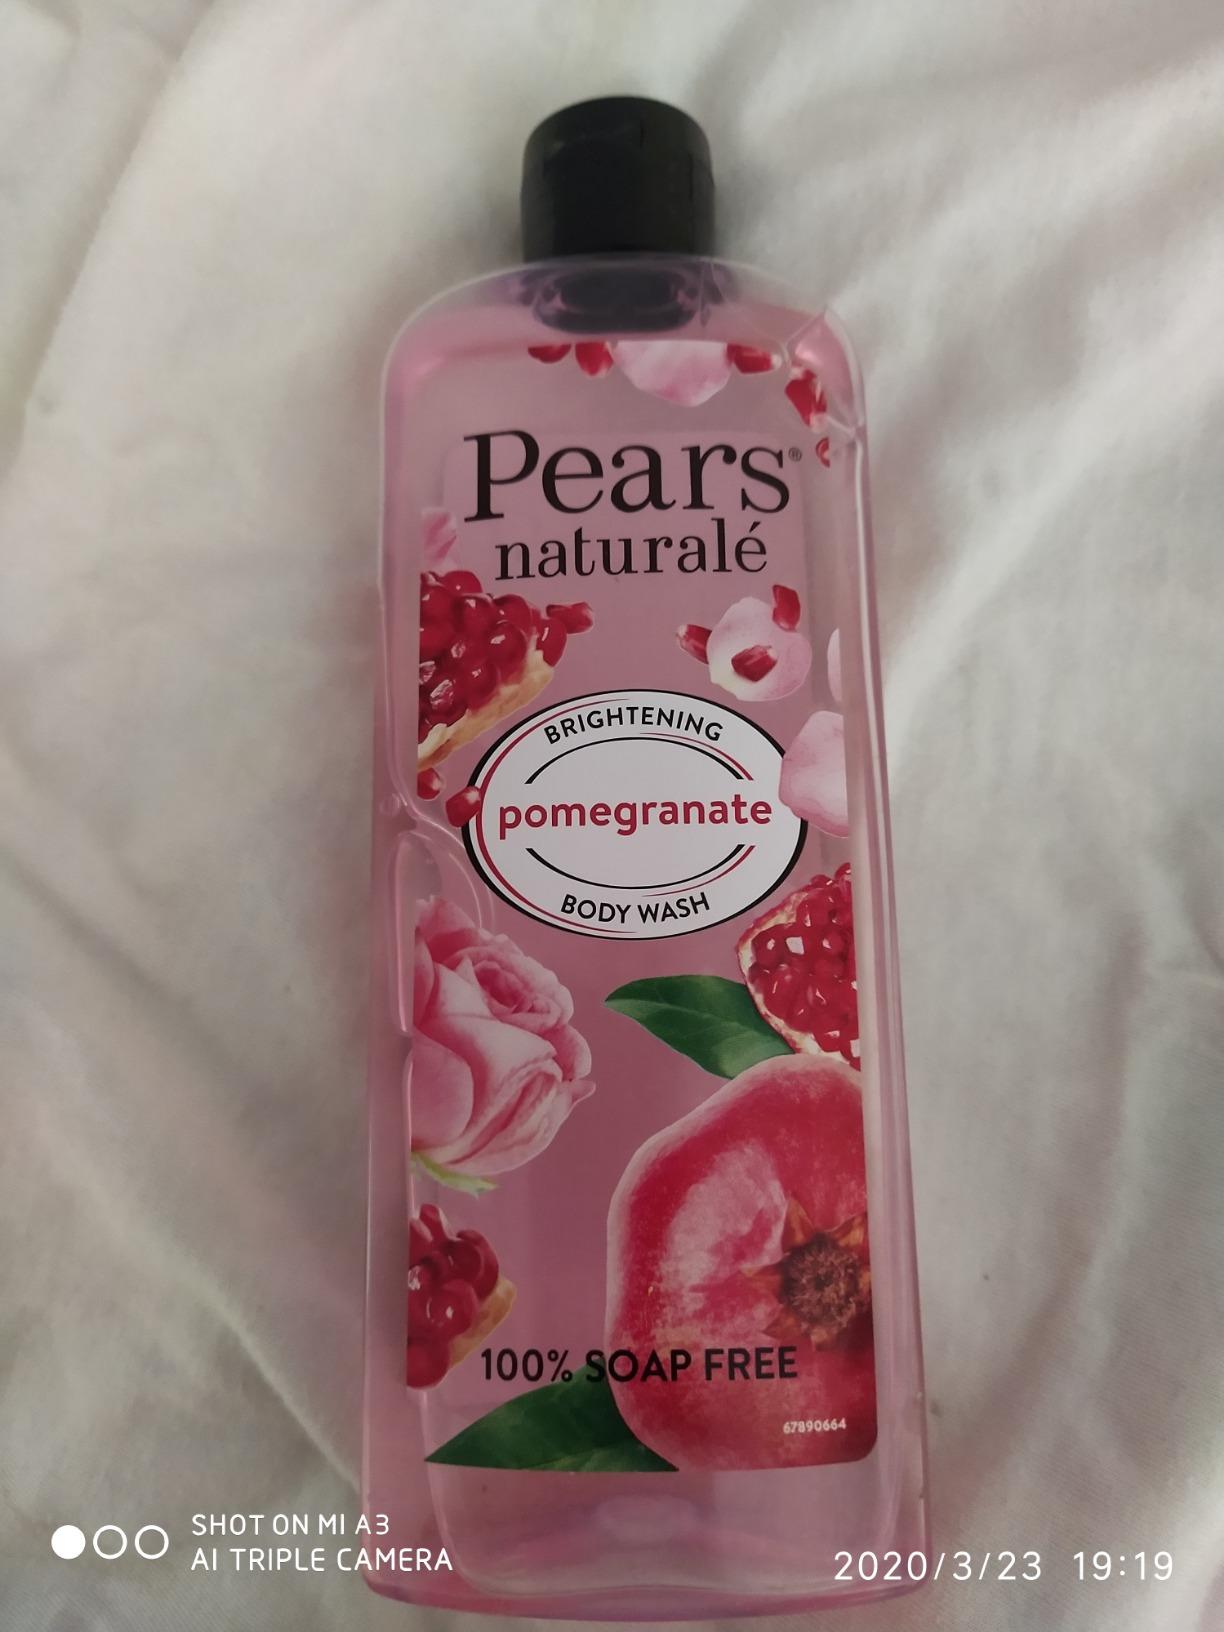 Pears®
naturalé
BRIGHTENING
pomegranate
BODY WASH
100% SOAP FREE
67890664
SHOT ON MI A3
AI TRIPLE CAMERA
2020/3/23 19:19